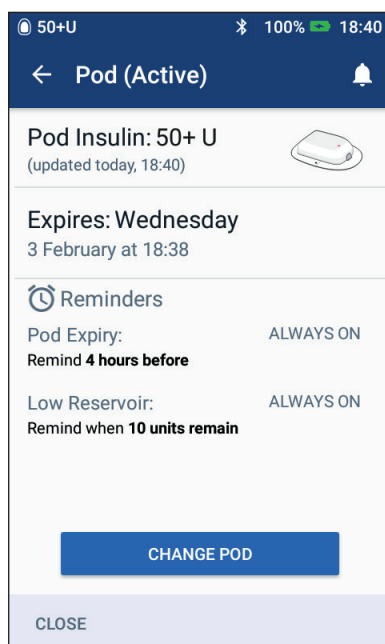 50+U 100% 18:40
Pod (Active)
Pod Insulin: 50+ U
(updated today, 18:40)
Expires: Wednesday
3 February at 18:38
Reminders
Pod Expiry: ALWAYS ON
Remind 4 hours before
Low Reservoir: ALWAYS ON
Remind when 10 units remain
CHANGE POD
CLOSE